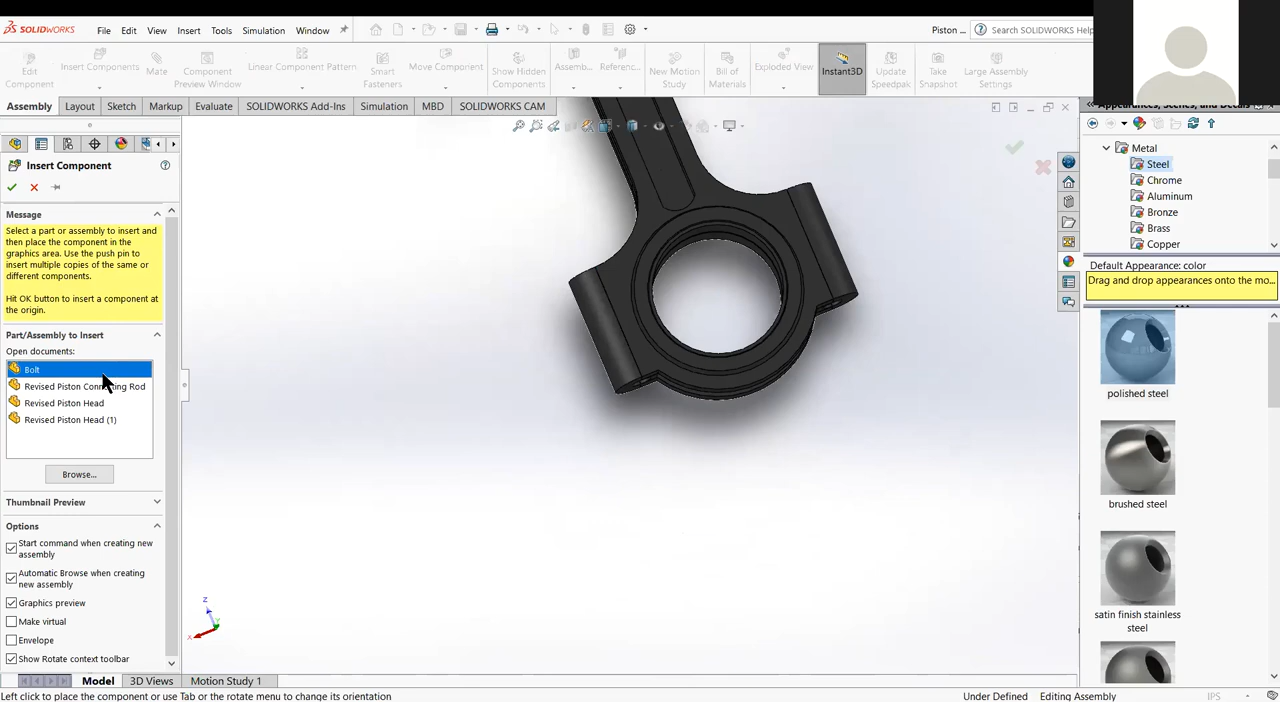 SOLIDWORKS File Edit View Insert Tools Simulation Window Piston ... Search SOLIDWORKS Help
Edit Component
Insert Components
Mate
Component Preview Window
Linear Component Pattern
Smart Fasteners
Move Component
Show Hidden Components
Assemb...
Referenc...
New Motion Study
Bill of Materials
Exploded View
Instant3D
Update Speedpak
Take Snapshot
Large Assembly Settings
Assembly Layout Sketch Markup Evaluate SOLIDWORKS Add-Ins Simulation MBD SOLIDWORKS CAM
Insert Component
Message
Select a part or assembly to insert and
then place the component in the
graphics area. Use the push pin to
insert multiple copies of the same or
different components.
Hit OK button to insert a component at
the origin.
Part/Assembly to Insert
Open documents:
Bolt
Revised Piston Connecting Rod
Revised Piston Head
Revised Piston Head (1)
Browse...
Thumbnail Preview
Options
Start command when creating new
assembly
Automatic Browse when creating
new assembly
Graphics preview
Make virtual
Envelope
Show Rotate context toolbar
Z
X
Model 3D Views Motion Study 1
Left click to place the component or use Tab or the rotate menu to change its orientation
Under Defined Editing Assembly IPS
Appearances, Scenes, and Decals
Metal
Steel
Chrome
Aluminum
Bronze
Brass
Copper
Default Appearance: color
Drag and drop appearances onto the mo...
polished steel
brushed steel
satin finish stainless
steel